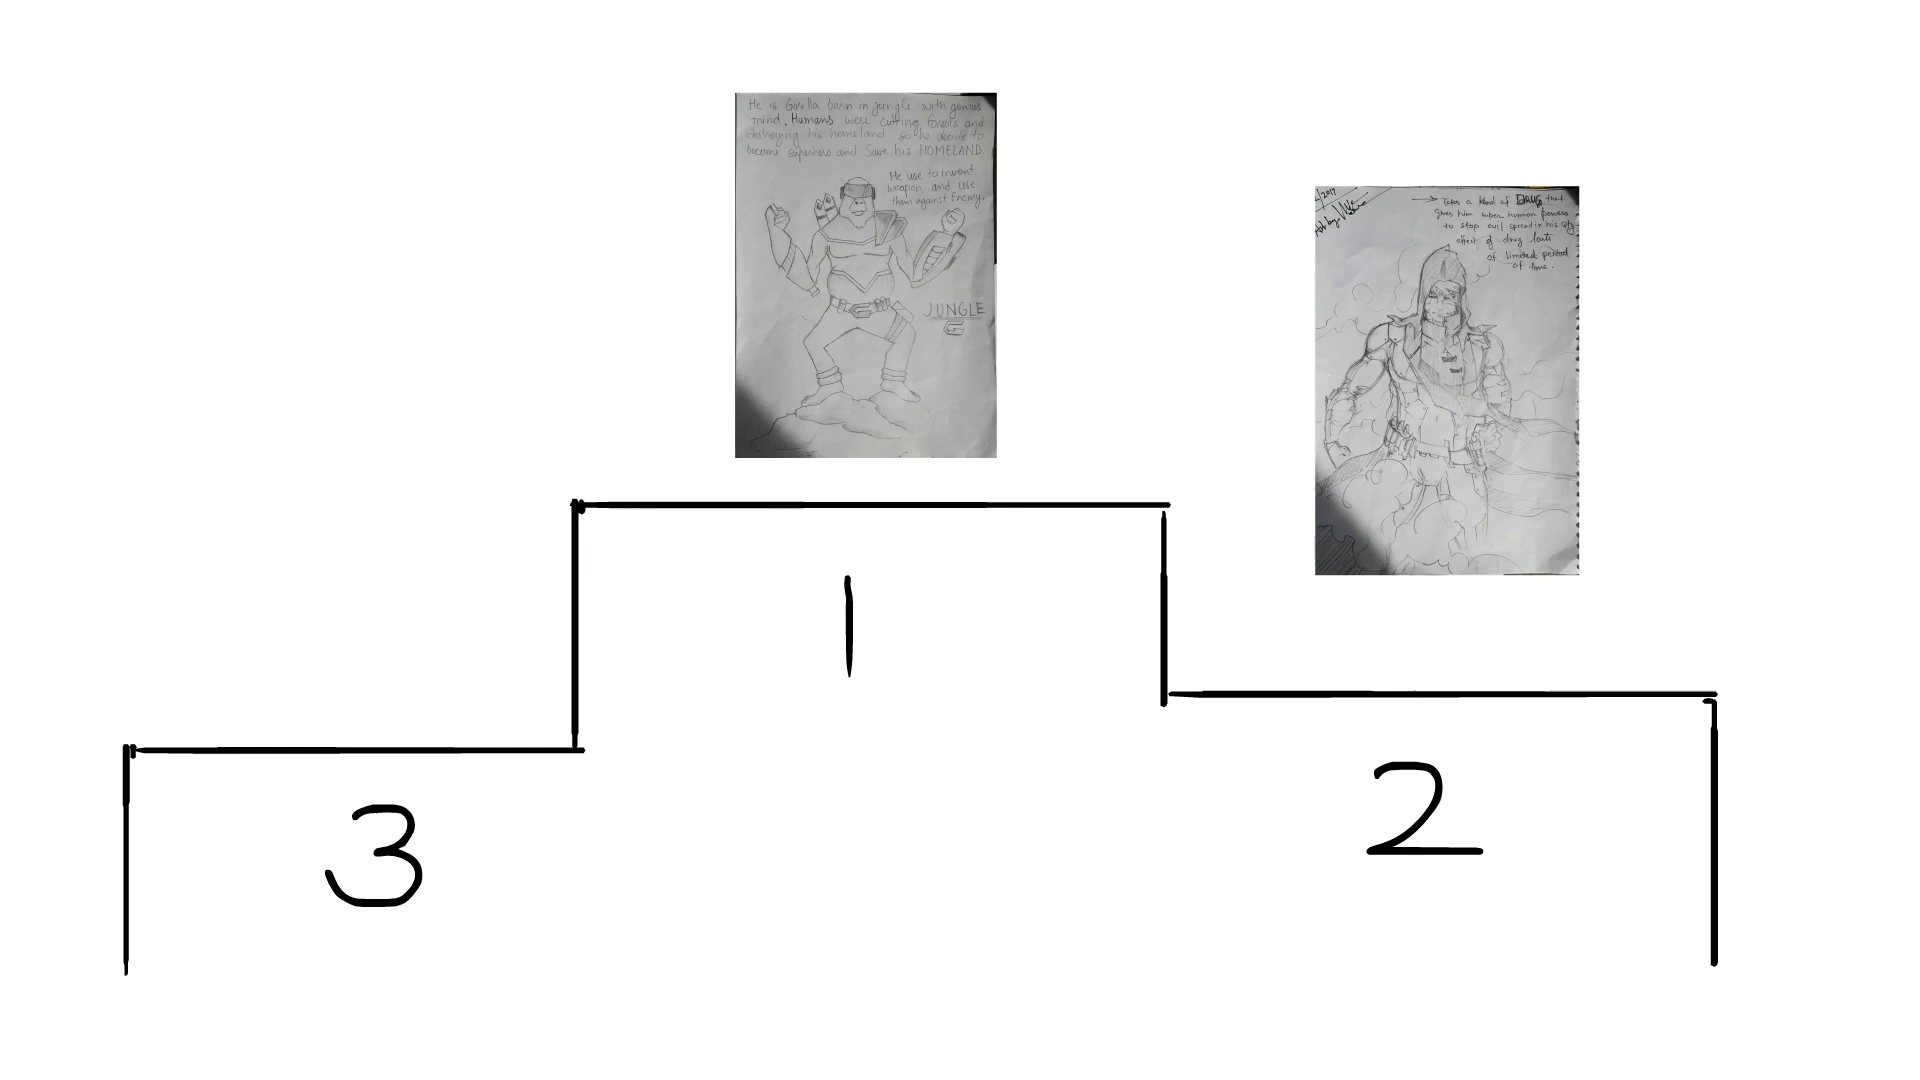 He is Gorilla born in jungle with genius
mind. Humans were cutting forests and
destroying his homeland so he decide to
become superhero and Save his HOMELAND
He use to invent
weapon and use
them against Enemy.
JUNGLE
G
/2017
Art by
Takes a kind of DRUG that
gives him super human powers
to stop evil spread in his city
effect of drug lasts
of limited period
of time.
1
2
3